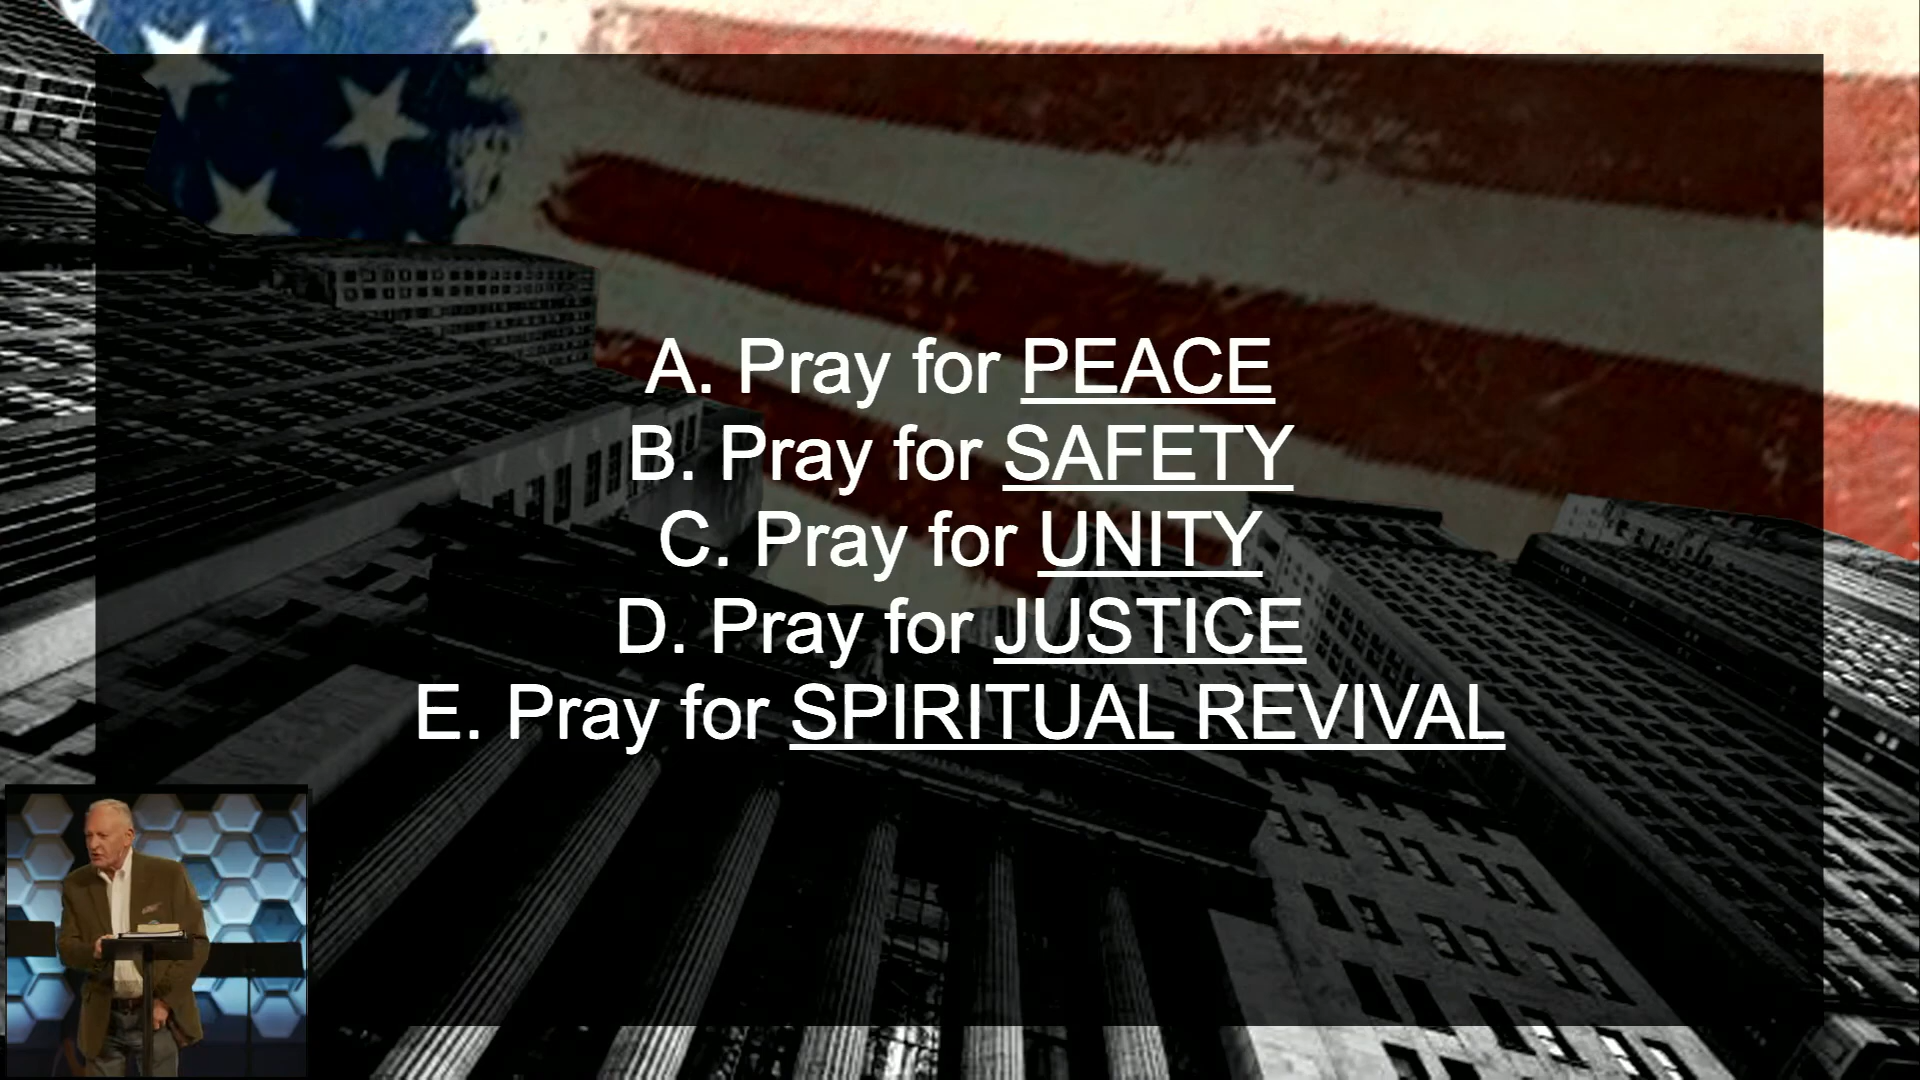 A. Pray for PEACE
B. Pray for SAFETY
C. Pray for UNITY
D. Pray for JUSTICE
E. Pray for SPIRITUAL REVIVAL